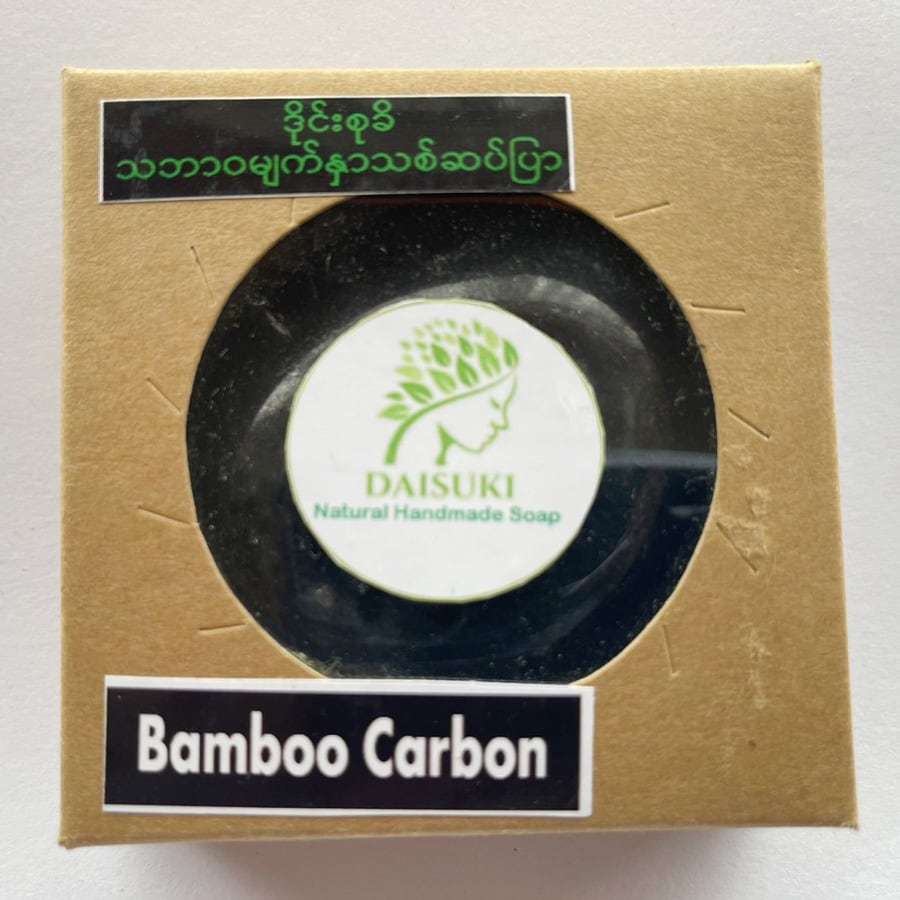 ဒိုင်းစုခိ
သဘာဝမျက်နှာသစ်ဆပ်ပြာ
DAISUKI
Natural Handmade Soap
Bamboo Carbon